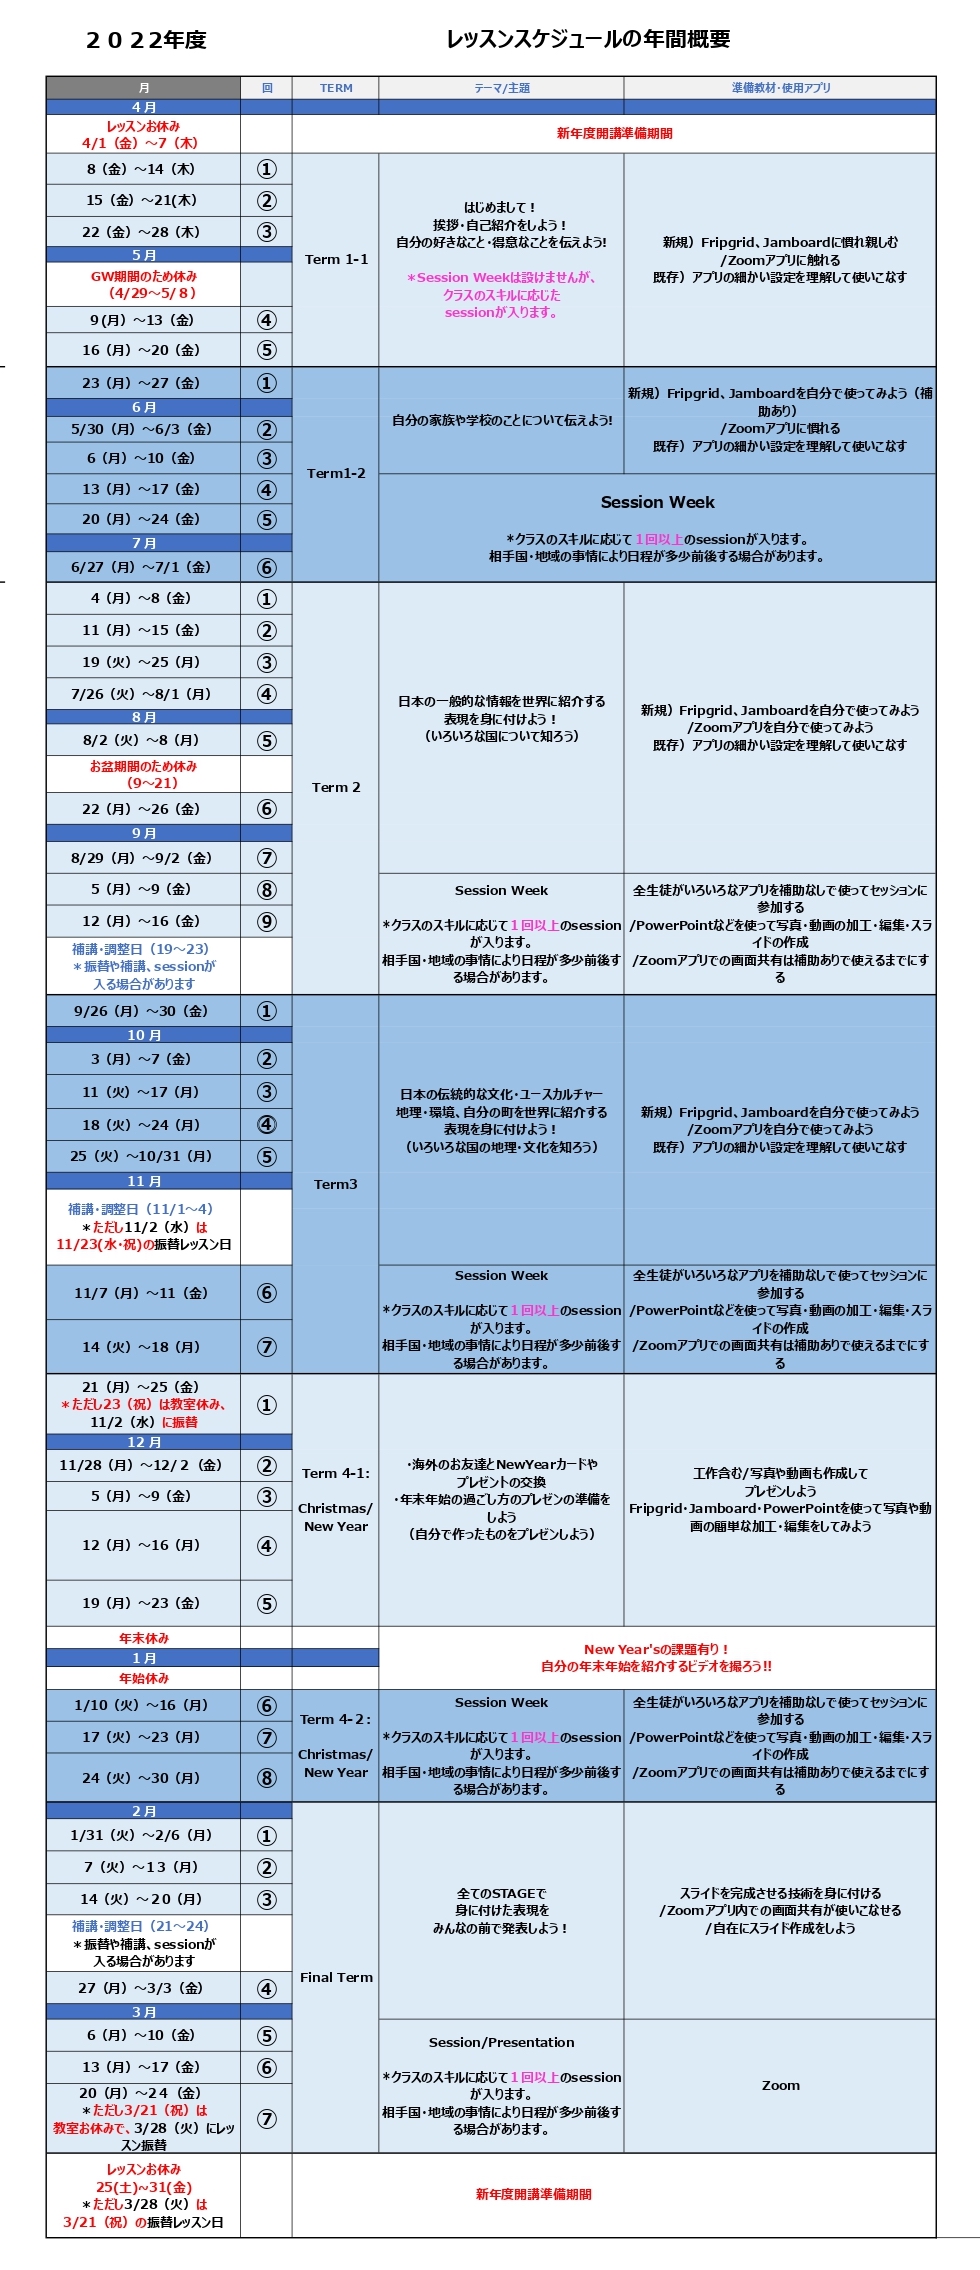 ２０２２年度
レッスンスケジュールの年間概要
月 回 TERM テーマ/主題 準備教材・使用アプリ
４月
レッスンお休み
4/1（金）～7（木）
新年度開講準備期間
8（金）～14（木） ①
15（金）～21(木） ②
22（金）～28（木） ③
５月
GW期間のため休み
（4/29～5/８）
9(月）～13（金） ④
16（月）～20（金） ⑤
Term 1-1
はじめまして！
挨拶・自己紹介をしよう！
自分の好きなこと・得意なことを伝えよう!
＊Session Weekは設けませんが、
クラスのスキルに応じた
sessionが入ります。
新規）Fripgrid、Jamboardに慣れ親しむ
/Zoomアプリに触れる
既存）アプリの細かい設定を理解して使いこなす
23（月）～27（金） ①
６月
5/30（月）～6/3（金） ②
6（月）～10（金） ③
13（月）～17（金） ④
20（月）～24（金） ⑤
７月
6/27（月）～7/1（金） ⑥
Term1-2
自分の家族や学校のことについて伝えよう!
新規）Fripgrid、Jamboardを自分で使ってみよう（補
助あり）
/Zoomアプリに慣れる
既存）アプリの細かい設定を理解して使いこなす
Session Week
*クラスのスキルに応じて１回以上のsessionが入ります。
相手国・地域の事情により日程が多少前後する場合があります。
4（月）～8（金） ①
11（月）～15（金） ②
19（火）～25（月） ③
7/26（火）～8/1（月） ④
８月
8/2（火）～8（月） ⑤
お盆期間のため休み
（9～21）
22（月）～26（金） ⑥
９月
8/29（月）～9/2（金） ⑦
5（月）～9（金） ⑧
12（月）～16（金） ⑨
補講・調整日（19～23）
＊振替や補講、sessionが
入る場合があります
Term 2
日本の一般的な情報を世界に紹介する
表現を身に付けよう！
（いろいろな国について知ろう）
新規）Fripgrid、Jamboardを自分で使ってみよう
/Zoomアプリを自分で使ってみよう
既存）アプリの細かい設定を理解して使いこなす
Session Week
*クラスのスキルに応じて１回以上のsession
が入ります。
相手国・地域の事情により日程が多少前後す
る場合があります。
全生徒がいろいろなアプリを補助なしで使ってセッションに
参加する
/PowerPointなどを使って写真・動画の加工・編集・スラ
イドの作成
/Zoomアプリでの画面共有は補助ありで使えるまでにす
る
9/26（月）～30（金） ①
10月
3（月）～7（金） ②
11（火）～17（月） ③
18（火）～24（月） ④
25（火）～10/31（月） ⑤
11月
補講・調整日（11/1～4）
＊ただし11/2（水）は
11/23(水・祝)の振替レッスン日
11/7（月）～11（金） ⑥
14（火）～18（月） ⑦
Term3
日本の伝統的な文化・ユースカルチャー
地理・環境、自分の町を世界に紹介する
表現を身に付けよう！
（いろいろな国の地理・文化を知ろう）
新規）Fripgrid、Jamboardを自分で使ってみよう
/Zoomアプリを自分で使ってみよう
既存）アプリの細かい設定を理解して使いこなす
Session Week
*クラスのスキルに応じて１回以上のsession
が入ります。
相手国・地域の事情により日程が多少前後す
る場合があります。
全生徒がいろいろなアプリを補助なしで使ってセッションに
参加する
/PowerPointなどを使って写真・動画の加工・編集・スラ
イドの作成
/Zoomアプリでの画面共有は補助ありで使えるまでにす
る
21（月）～25（金）
＊ただし23（祝）は教室休み、
11/2（水）に振替
①
12月
11/28（月）～12/２（金） ②
5（月）～9（金） ③
12（月）～16（月） ④
19（月）～23（金） ⑤
Term 4-1:
Christmas/
New Year
・海外のお友達とNewYearカードや
プレゼントの交換
・年末年始の過ごし方のプレゼンの準備を
しよう
（自分で作ったものをプレゼンしよう）
工作含む/写真や動画も作成して
プレゼンしよう
Fripgrid・Jamboard・PowerPointを使って写真や動
画の簡単な加工・編集をしてみよう
年末休み
１月
年始休み
New Year'sの課題有り！
自分の年末年始を紹介するビデオを撮ろう!!
1/10（火）～16（月） ⑥
17（火）～23（月） ⑦
24（火）～30（月） ⑧
Term 4-２:
Christmas/
New Year
Session Week
*クラスのスキルに応じて１回以上のsession
が入ります。
相手国・地域の事情により日程が多少前後す
る場合があります。
全生徒がいろいろなアプリを補助なしで使ってセッションに
参加する
/PowerPointなどを使って写真・動画の加工・編集・スラ
イドの作成
/Zoomアプリでの画面共有は補助ありで使えるまでにす
る
２月
1/31（火）～2/6（月） ①
7（火）～１３（月） ②
14（火）～２０（月） ③
補講・調整日（21～24）
＊振替や補講、sessionが
入る場合があります
27（月）～3/3（金） ④
３月
6（月）～10（金） ⑤
13（月）～17（金） ⑥
20（月）～2４（金）
＊ただし3/21（祝）は
教室お休みで、3/28（火）にレッ
スン振替
⑦
Final Term
全てのSTAGEで
身に付けた表現を
みんなの前で発表しよう！
スライドを完成させる技術を身に付ける
/Zoomアプリ内での画面共有が使いこなせる
/自在にスライド作成をしよう
Session/Presentation
*クラスのスキルに応じて１回以上のsession
が入ります。
相手国・地域の事情により日程が多少前後す
る場合があります。
Zoom
レッスンお休み
25(土)~31(金)
＊ただし3/28（火）は
3/21（祝）の振替レッスン日
新年度開講準備期間